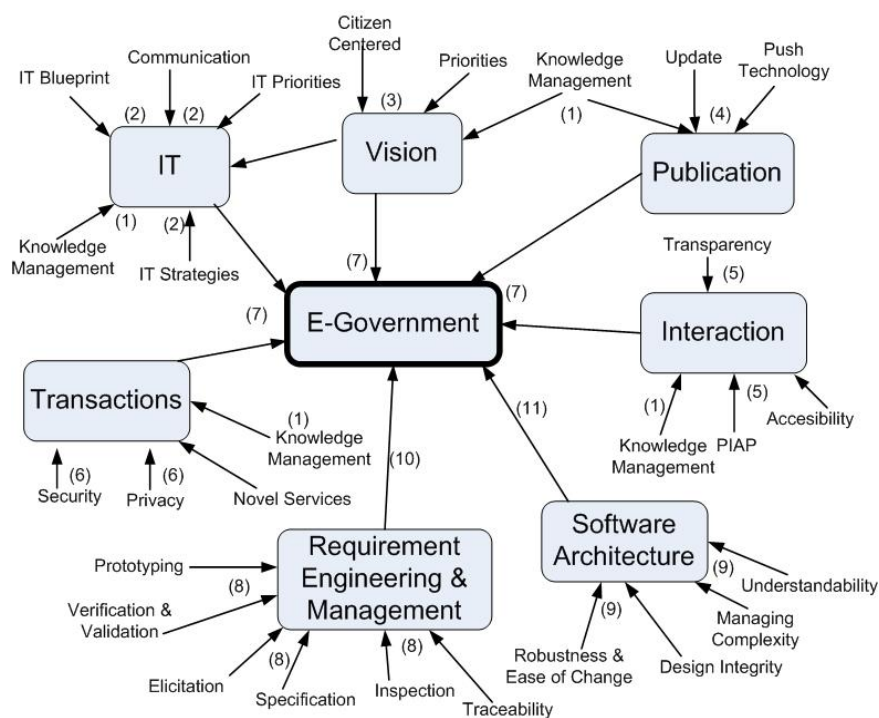 Citizen
Centered
Communication
IT Blueprint
IT Priorities
Priorities
Knowledge
Management
Update
Push
Technology
(2)
(2)
(3)
(1)
(4)
IT
Vision
Publication
Knowledge
Management
(1)
(2)
IT Strategies
Transparency
(7)
(5)
(7)
(7)
E-Government
Interaction
Transactions
(1)
Knowledge
Management
(11)
(1)
(5)
Accesibility
Knowledge
Management
PIAP
(6)
(6)
Security
Privacy
Novel Services
(10)
Requirement
Engineering &
Management
Software
Architecture
Prototyping
(8)
Verification &
Validation
(8)
(8)
Elicitation
Specification
Inspection
Traceability
(9)
(9)
Understandability
Managing
Complexity
Robustness &
Ease of Change
Design Integrity